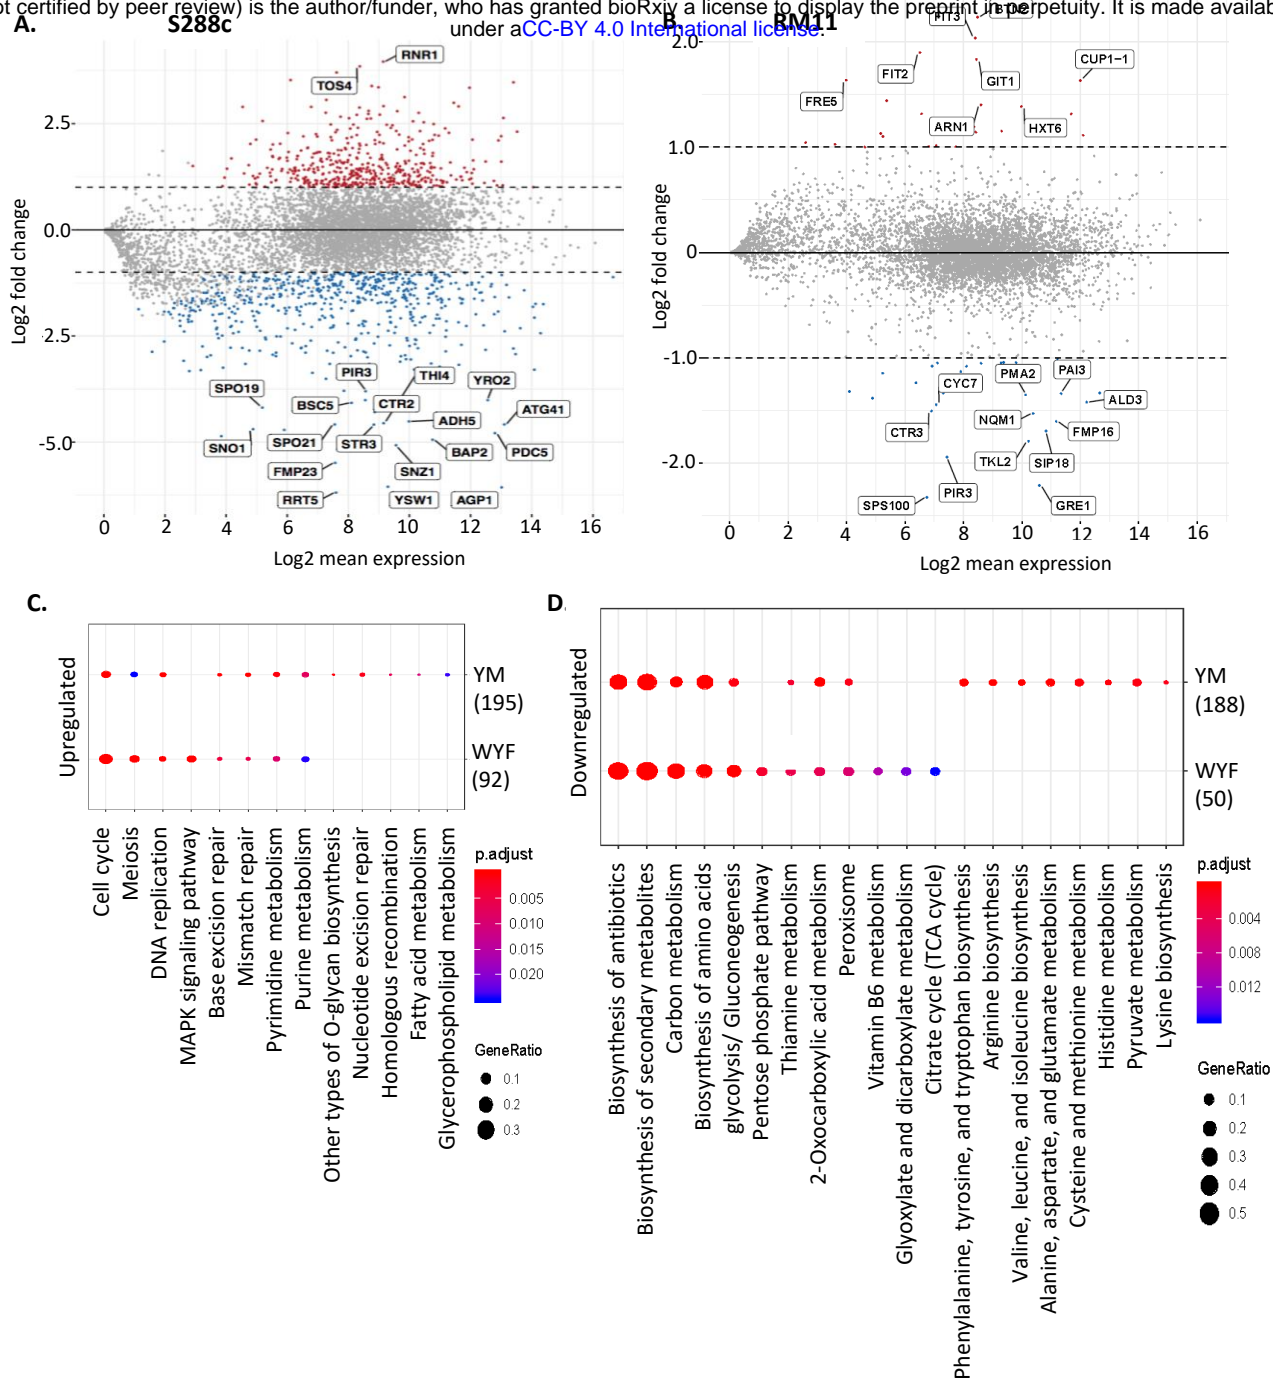 ot certified by peer review) is the author/funder, who has granted bioRxiv a license to display the preprint in perpetuity. It is made availab
under aCC-BY 4.0 International license.
A.
S288c
Log2 fold change
2.5
0.0
-2.5
-5.0
RNR1
TOS4
SPO19
PIR3
THI4
YRO2
BSC5
CTR2
ATG41
ADH5
SNO1
SPO21
STR3
BAP2
PDC5
FMP23
SNZ1
RRT5
YSW1
AGP1
0 2 4 6 8 10 12 14 16
Log2 mean expression
B.
RM11
Log2 fold change
2.0
1.0
0
-1.0
-2.0
FIT3
FIT2
GIT1
CUP1-1
FRE5
ARN1
HXT6
CYC7
PMA2
PAI3
ALD3
CTR3
NQM1
FMP16
TKL2
SIP18
PIR3
SPS100
GRE1
0 2 4 6 8 10 12 14 16
Log2 mean expression
C.
Upregulated
YM
(195)
WYF
(92)
Cell cycle
Meiosis
DNA replication
MAPK signaling pathway
Base excision repair
Mismatch repair
Pyrimidine metabolism
Purine metabolism
Other types of O-glycan biosynthesis
Nucleotide excision repair
Homologous recombination
Fatty acid metabolism
Glycerophospholipid metabolism
p.adjust
0.005
0.010
0.015
0.020
GeneRatio
0.1
0.2
0.3
D.
Downregulated
YM
(188)
WYF
(50)
Biosynthesis of antibiotics
Biosynthesis of secondary metabolites
Carbon metabolism
Biosynthesis of amino acids
glycolysis/ Gluconeogenesis
Pentose phosphate pathway
Thiamine metabolism
2-Oxocarboxylic acid metabolism
Peroxisome
Vitamin B6 metabolism
Glyoxylate and dicarboxylate metabolism
Citrate cycle (TCA cycle)
Phenylalanine, tyrosine, and tryptophan biosynthesis
Arginine biosynthesis
Valine, leucine, and isoleucine biosynthesis
Alanine, aspartate, and glutamate metabolism
Cysteine and methionine metabolism
Histidine metabolism
Pyruvate metabolism
Lysine biosynthesis
p.adjust
0.004
0.008
0.012
GeneRatio
0.1
0.2
0.3
0.4
0.5